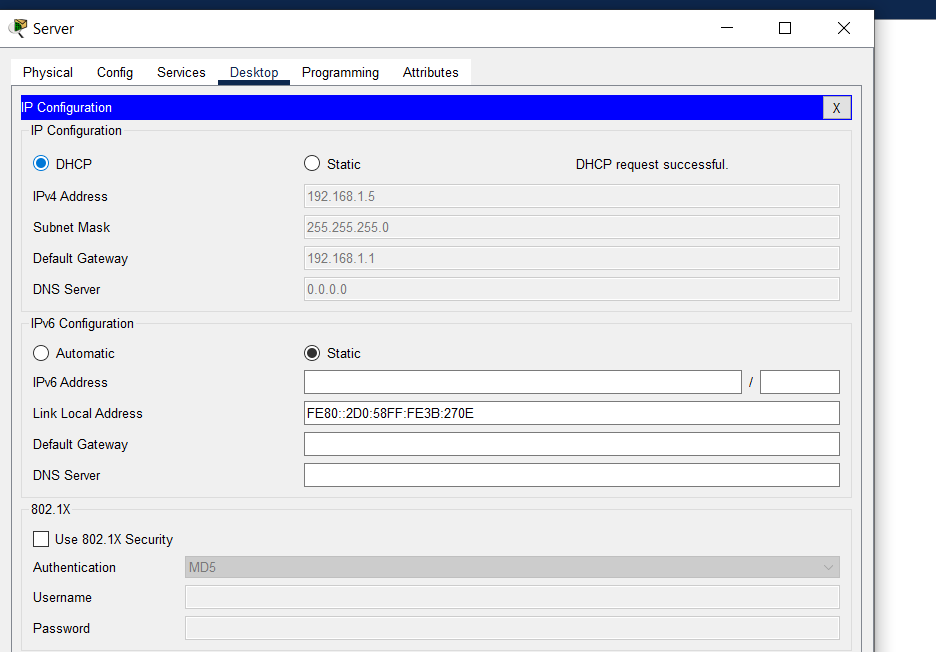 Server
Physical Config Services Desktop Programming Attributes
IP Configuration X
IP Configuration
DHCP Static DHCP request successful.
IPv4 Address 192.168.1.5
Subnet Mask 255.255.255.0
Default Gateway 192.168.1.1
DNS Server 0.0.0.0
IPv6 Configuration
Automatic Static
IPv6 Address /
Link Local Address FE80::2D0:58FF:FE3B:270E
Default Gateway
DNS Server
802.1X
Use 802.1X Security
Authentication MD5
Username
Password